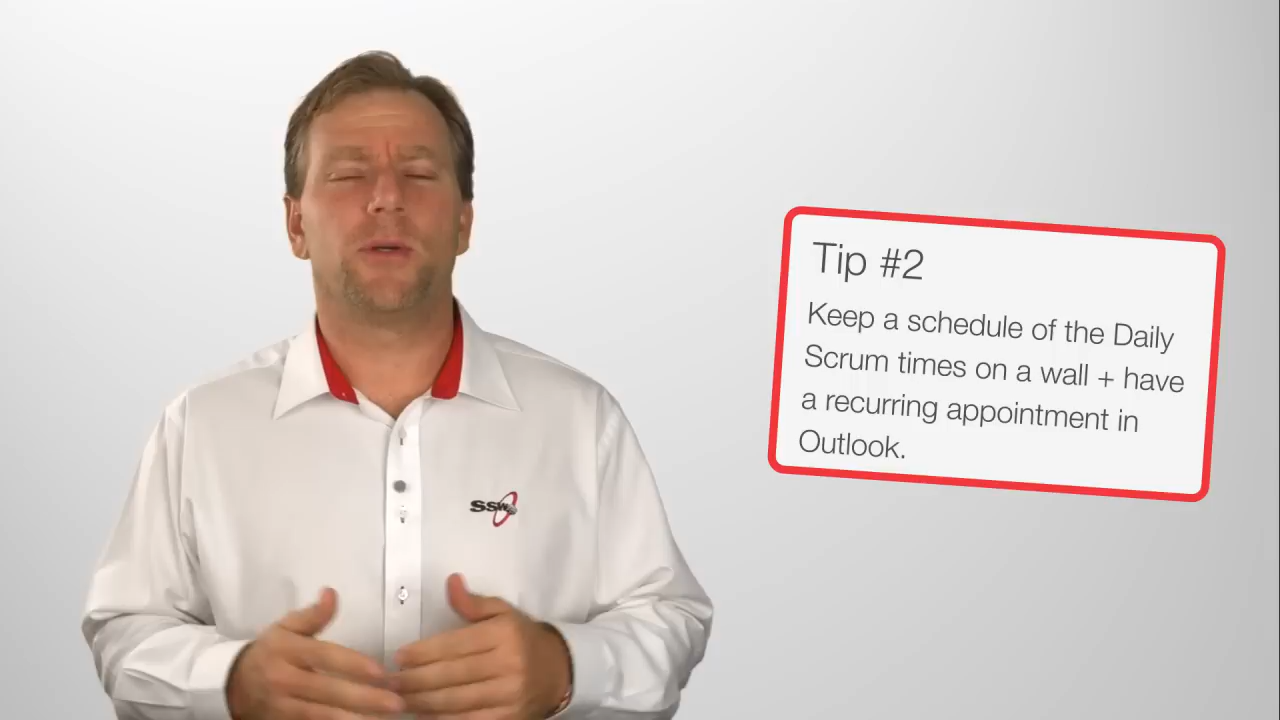 SSW
Tip #2
Keep a schedule of the Daily
Scrum times on a wall + have
a recurring appointment in
Outlook.